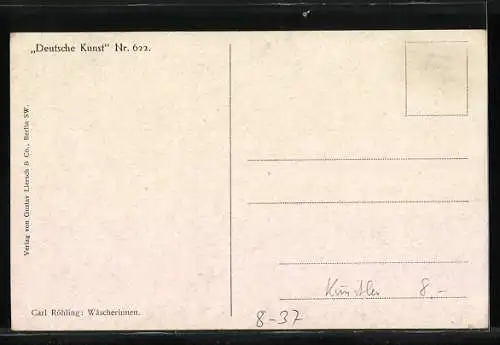 „Deutsche Kunst" Nr. 622.
Verlag von Gustav Liersch & Co., Berlin SW.
Carl Röhling: Wäscherinnen.
Künstler 8,-
8-37